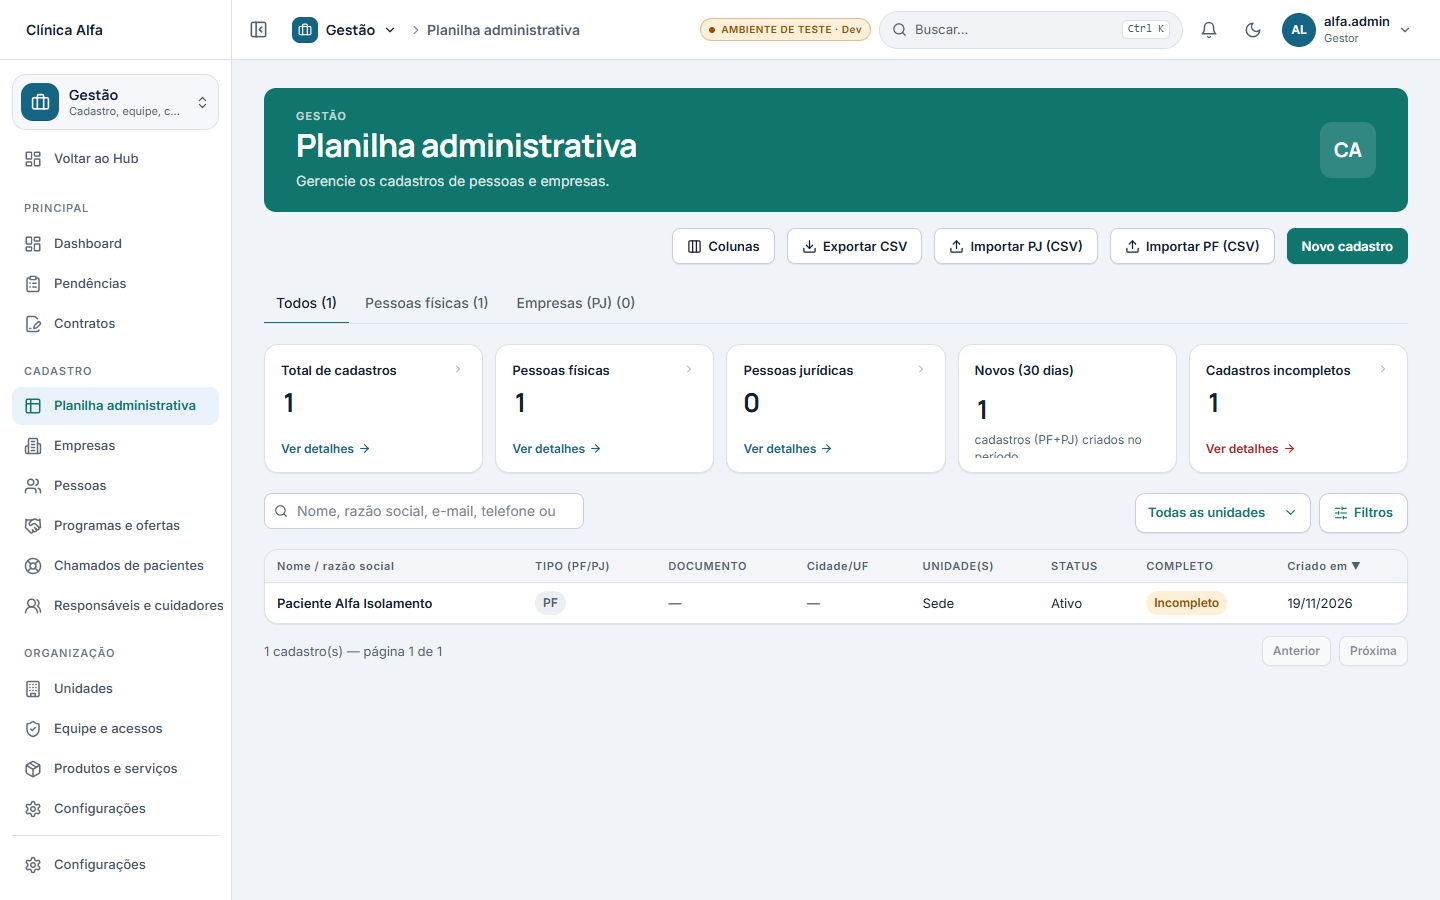 Clínica Alfa
Gestão
Planilha administrativa
AMBIENTE DE TESTE · Dev
Buscar...
Ctrl K
AL
alfa.admin
Gestor
Gestão
Cadastro, equipe, c...
Voltar ao Hub
PRINCIPAL
Dashboard
Pendências
Contratos
CADASTRO
Planilha administrativa
Empresas
Pessoas
Programas e ofertas
Chamados de pacientes
Responsáveis e cuidadores
ORGANIZAÇÃO
Unidades
Equipe e acessos
Produtos e serviços
Configurações
Configurações
GESTÃO
Planilha administrativa
Gerencie os cadastros de pessoas e empresas.
CA
Colunas
Exportar CSV
Importar PJ (CSV)
Importar PF (CSV)
Novo cadastro
Todos (1)
Pessoas físicas (1)
Empresas (PJ) (0)
Total de cadastros
1
Ver detalhes →
Pessoas físicas
1
Ver detalhes →
Pessoas jurídicas
0
Ver detalhes →
Novos (30 dias)
1
cadastros (PF+PJ) criados no
período
Cadastros incompletos
1
Ver detalhes →
Nome, razão social, e-mail, telefone ou
Todas as unidades
Filtros
Nome / razão social TIPO (PF/PJ) DOCUMENTO Cidade/UF UNIDADE(S) STATUS COMPLETO Criado em ▼
Paciente Alfa Isolamento PF — — Sede Ativo Incompleto 19/11/2026
1 cadastro(s) — página 1 de 1
Anterior
Próxima